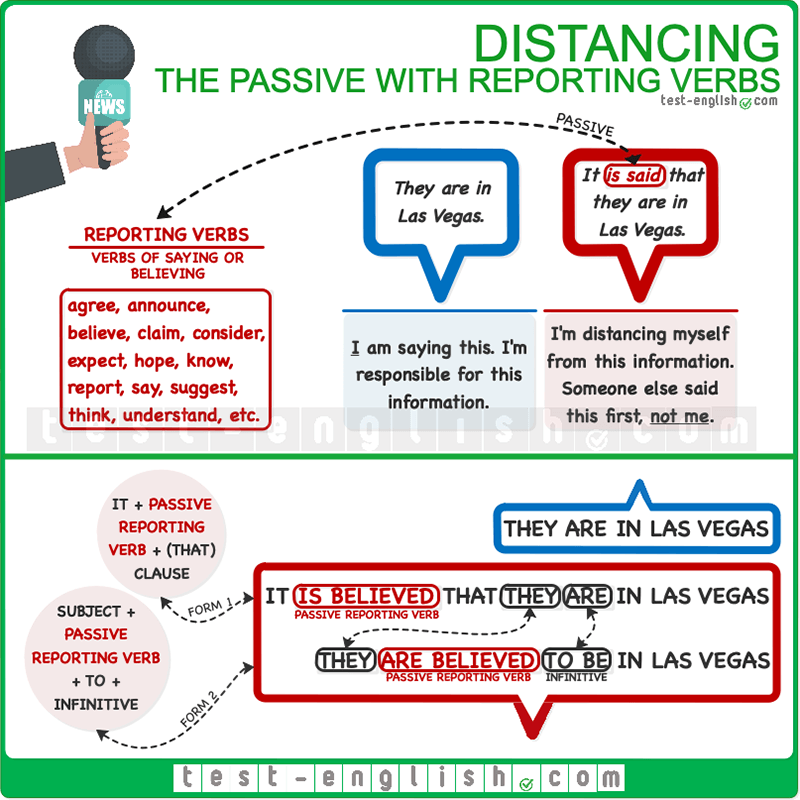 DISTANCING
THE PASSIVE WITH REPORTING VERBS
test-english.com
NEWS
PASSIVE
REPORTING VERBS
VERBS OF SAYING OR
BELIEVING
agree, announce,
believe, claim, consider,
expect, hope, know,
report, say, suggest,
think, understand, etc.
They are in
Las Vegas.
I am saying this. I'm
responsible for this
information.
It is said that
they are in
Las Vegas.
I'm distancing myself
from this information.
Someone else said
this first, not me.
test-english.com
IT + PASSIVE
REPORTING
VERB + (THAT)
CLAUSE
FORM 1
SUBJECT +
PASSIVE
REPORTING VERB
+ TO +
INFINITIVE
FORM 2
THEY ARE IN LAS VEGAS
IT IS BELIEVED THAT THEY ARE IN LAS VEGAS
PASSIVE REPORTING VERB
THEY ARE BELIEVED TO BE IN LAS VEGAS
PASSIVE REPORTING VERB INFINITIVE
test-english.com